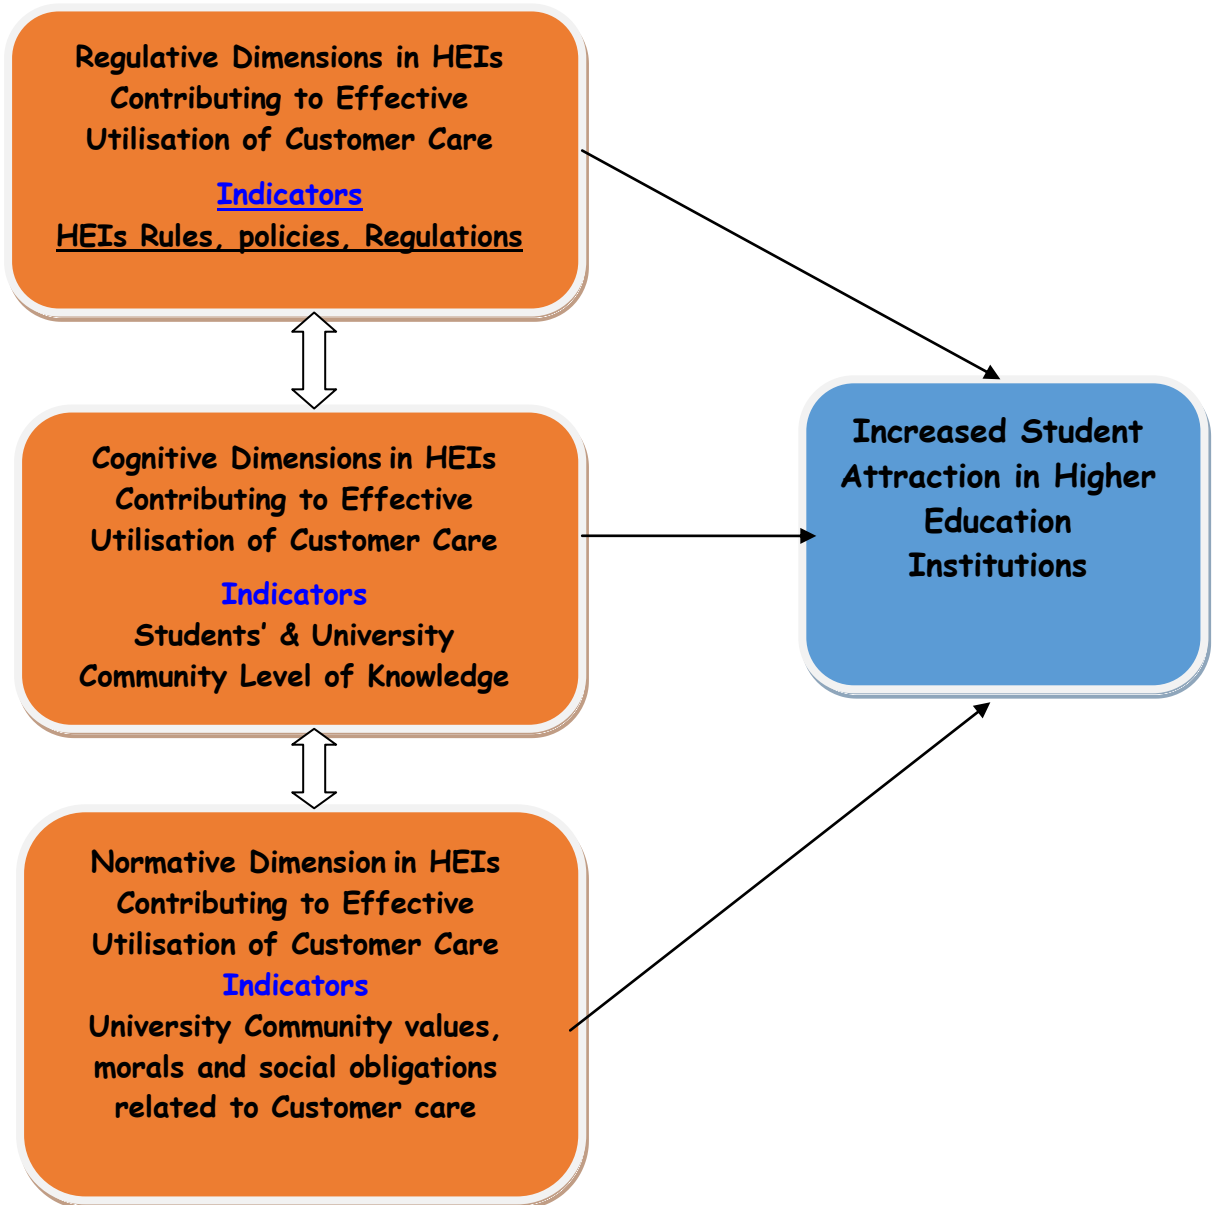 Regulative Dimensions in HEIs
Contributing to Effective
Utilisation of Customer Care
Indicators
HEIs Rules, policies, Regulations
Cognitive Dimensions in HEIs
Contributing to Effective
Utilisation of Customer Care
Indicators
Students’ & University
Community Level of Knowledge
Normative Dimension in HEIs
Contributing to Effective
Utilisation of Customer Care
Indicators
University Community values,
morals and social obligations
related to Customer care
Increased Student
Attraction in Higher
Education
Institutions